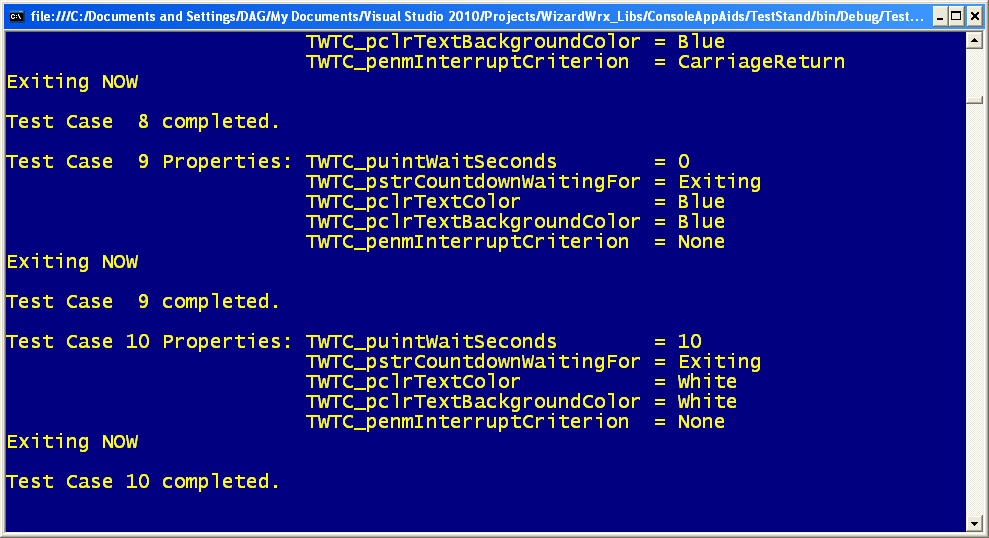 file:///C:/Documents and Settings/DAG/My Documents/Visual Studio 2010/Projects/WizardWrx_Libs/ConsoleAppAids/TestStand/bin/Debug/Test...
TWTC_pclrTextBackgroundColor = Blue
TWTC_penmInterruptCriterion  = CarriageReturn
Exiting NOW
Test Case  8 completed.
Test Case  9 Properties: TWTC_puintWaitSeconds        = 0
TWTC_pstrCountdownWaitingFor = Exiting
TWTC_pclrTextColor           = Blue
TWTC_pclrTextBackgroundColor = Blue
TWTC_penmInterruptCriterion  = None
Exiting NOW
Test Case  9 completed.
Test Case 10 Properties: TWTC_puintWaitSeconds        = 10
TWTC_pstrCountdownWaitingFor = Exiting
TWTC_pclrTextColor           = White
TWTC_pclrTextBackgroundColor = White
TWTC_penmInterruptCriterion  = None
Exiting NOW
Test Case 10 completed.